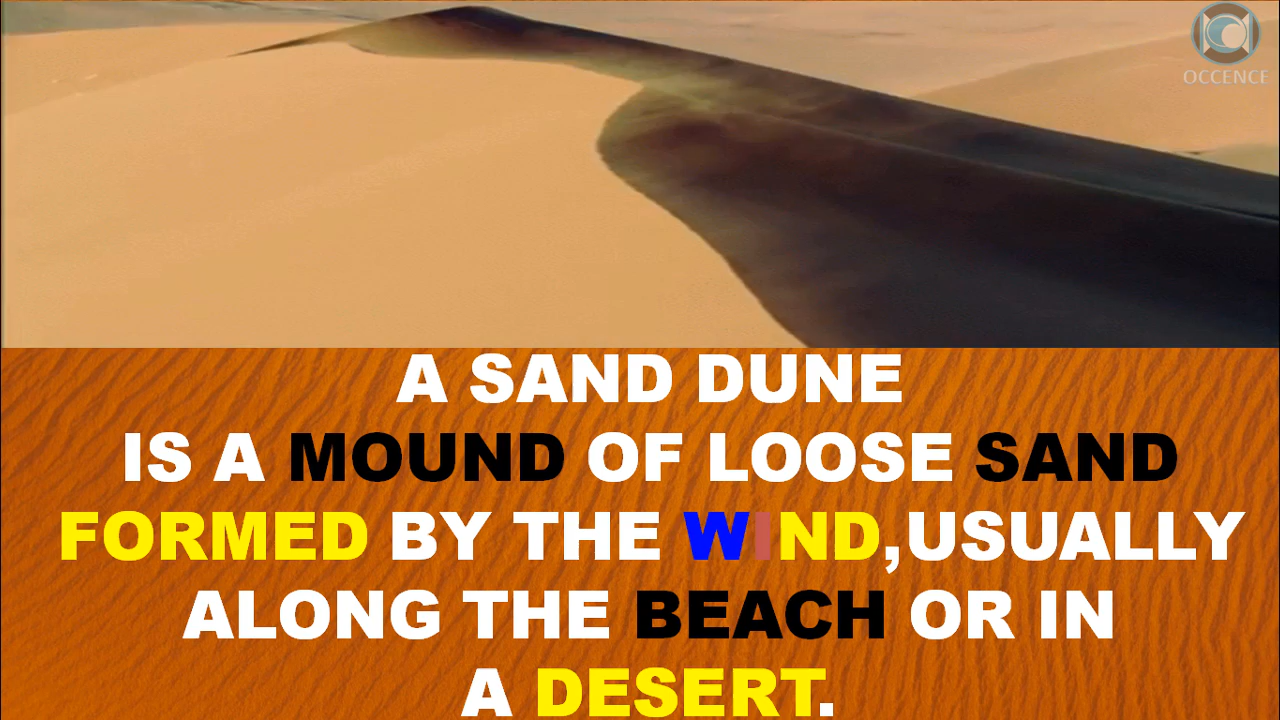 OCCENCE
A SAND DUNE
IS A MOUND OF LOOSE SAND
FORMED BY THE WIND,USUALLY
ALONG THE BEACH OR IN
A DESERT.